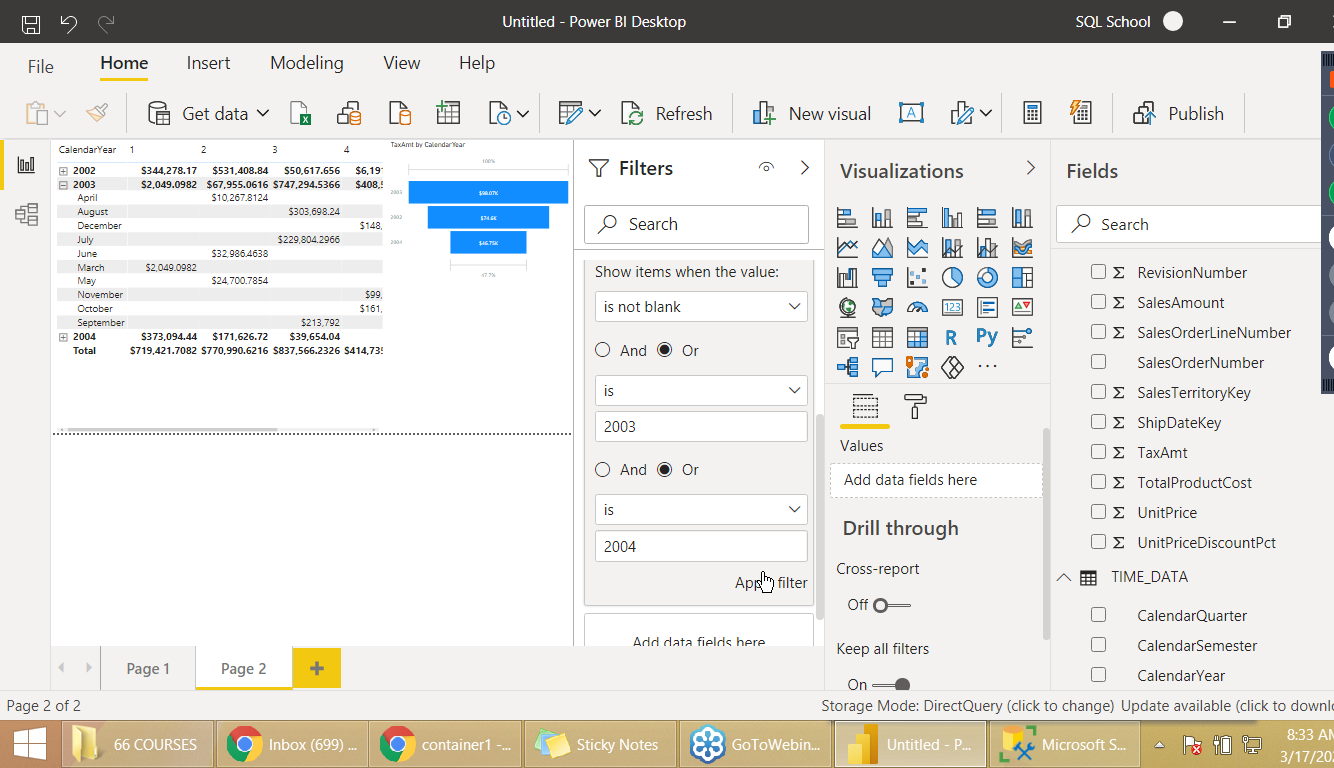 Untitled - Power BI Desktop
SQL School
File
Home
Insert
Modeling
View
Help
Get data
Refresh
New visual
Publish
CalendarYear 1 2 3 4
2002 $344,278.17 $531,408.84 $50,617.656 $6,19
2003 $2,049.0982 $67,955.0616 $747,294.5366 $408,
April $10,267.8124
August $303,698.24
December $148,
July $229,804.2966
June $32,986.4638
March $2,049.0982
May $24,700.7854
November $99,
October $161,
September $213,792
2004 $373,094.44 $171,626.72 $39,654.04
Total $719,421.7082 $770,990.6216 $837,566.2326 $414,735
TaxAmt by CalendarYear
100%
2003 $98.07K
2002 $74.6K
2004 $46.75K
47.7%
Filters
Search
Show items when the value:
is not blank
And Or
is
2003
And Or
is
2004
filter
Add data fields here
Visualizations
123
R
Py
Values
Add data fields here
Drill through
Cross-report
Off
Keep all filters
On
Fields
Search
RevisionNumber
SalesAmount
SalesOrderLineNumber
SalesOrderNumber
SalesTerritoryKey
ShipDateKey
TaxAmt
TotalProductCost
UnitPrice
UnitPriceDiscountPct
TIME_DATA
CalendarQuarter
CalendarSemester
CalendarYear
Page 1
Page 2
Page 2 of 2
Storage Mode: DirectQuery (click to change) Update available (click to downl
66 COURSES
Inbox (699) ...
container1 -...
Sticky Notes
GoToWebin...
Untitled - P...
Microsoft S...
8:33 AM
3/17/20